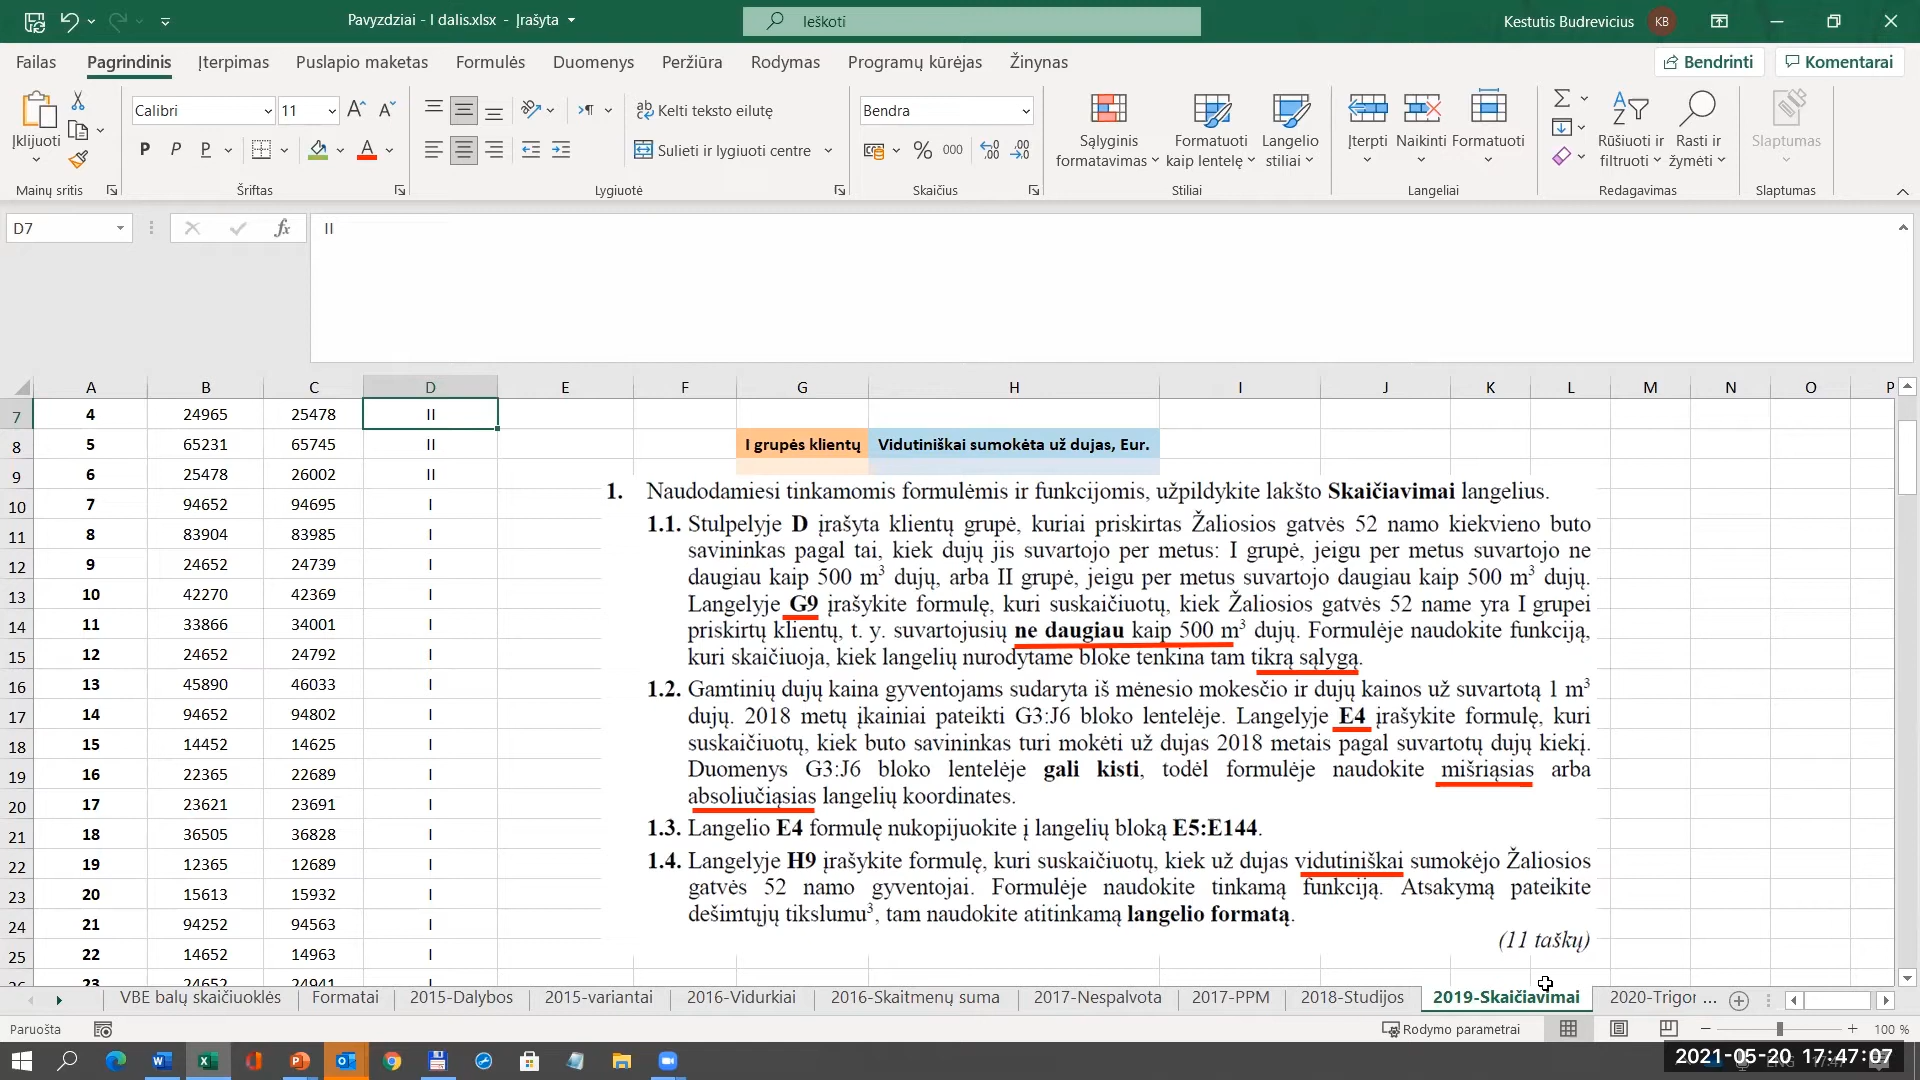 Pavyzdziai - I dalis.xlsx - Įrašyta
Ieškoti
Kestutis Budrevicius KB
Failas Pagrindinis Įterpimas Puslapio maketas Formulės Duomenys Peržiūra Rodymas Programų kūrėjas Žinynas Bendrinti Komentarai
Įklijuoti
Calibri 11
P P P
Kelti teksto eilutę
Sulieti ir lygiuoti centre
Bendra
% 000
Sąlyginis formatavimas
Formatuoti kaip lentelę
Langelio stiliai
Įterpti Naikinti Formatuoti
Rūšiuoti ir filtruoti
Rasti ir žymėti
Slaptumas
Mainų sritis Šriftas Lygiuotė Skaičius Stiliai Langeliai Redagavimas Slaptumas
D7 fx II
A B C D E F G H I J K L M N O P
7 4 24965 25478 II
8 5 65231 65745 II I grupės klientų Vidutiniškai sumokėta už dujas, Eur.
9 6 25478 26002 II
10 7 94652 94695 I
11 8 83904 83985 I
12 9 24652 24739 I
13 10 42270 42369 I
14 11 33866 34001 I
15 12 24652 24792 I
16 13 45890 46033 I
17 14 94652 94802 I
18 15 14452 14625 I
19 16 22365 22689 I
20 17 23621 23691 I
21 18 36505 36828 I
22 19 12365 12689 I
23 20 15613 15932 I
24 21 94252 94563 I
25 22 14652 14963 I
23 24652 24941 I
1. Naudodamiesi tinkamomis formulėmis ir funkcijomis, užpildykite lakšto Skaičiavimai langelius.
1.1. Stulpelyje D įrašyta klientų grupė, kuriai priskirtas Žaliosios gatvės 52 namo kiekvieno buto
savininkas pagal tai, kiek dujų jis suvartojo per metus: I grupė, jeigu per metus suvartojo ne
daugiau kaip 500 m³ dujų, arba II grupė, jeigu per metus suvartojo daugiau kaip 500 m³ dujų.
Langelyje G9 įrašykite formulę, kuri suskaičiuotų, kiek Žaliosios gatvės 52 name yra I grupei
priskirtų klientų, t. y. suvartojusių ne daugiau kaip 500 m³ dujų. Formulėje naudokite funkciją,
kuri skaičiuoja, kiek langelių nurodytame bloke tenkina tam tikrą sąlygą.
1.2. Gamtinių dujų kaina gyventojams sudaryta iš mėnesio mokesčio ir dujų kainos už suvartotą 1 m³
dujų. 2018 metų įkainiai pateikti G3:J6 bloko lentelėje. Langelyje E4 įrašykite formulę, kuri
suskaičiuotų, kiek buto savininkas turi mokėti už dujas 2018 metais pagal suvartotų dujų kiekį.
Duomenys G3:J6 bloko lentelėje gali kisti, todėl formulėje naudokite mišriąsias arba
absoliučiąsias langelių koordinates.
1.3. Langelio E4 formulę nukopijuokite į langelių bloką E5:E144.
1.4. Langelyje H9 įrašykite formulę, kuri suskaičiuotų, kiek už dujas vidutiniškai sumokėjo Žaliosios
gatvės 52 namo gyventojai. Formulėje naudokite tinkamą funkciją. Atsakymą pateikite
dešimtųjų tikslumu³, tam naudokite atitinkamą langelio formatą.
(11 taškų)
VBE balų skaičiuoklės Formatai 2015-Dalybos 2015-variantai 2016-Vidurkiai 2016-Skaitmenų suma 2017-Nespalvota 2017-PPM 2018-Studijos 2019-Skaičiavimai 2020-Trigor ...
Paruošta Rodymo parametrai 100 %
2021-05-20 17:47:07